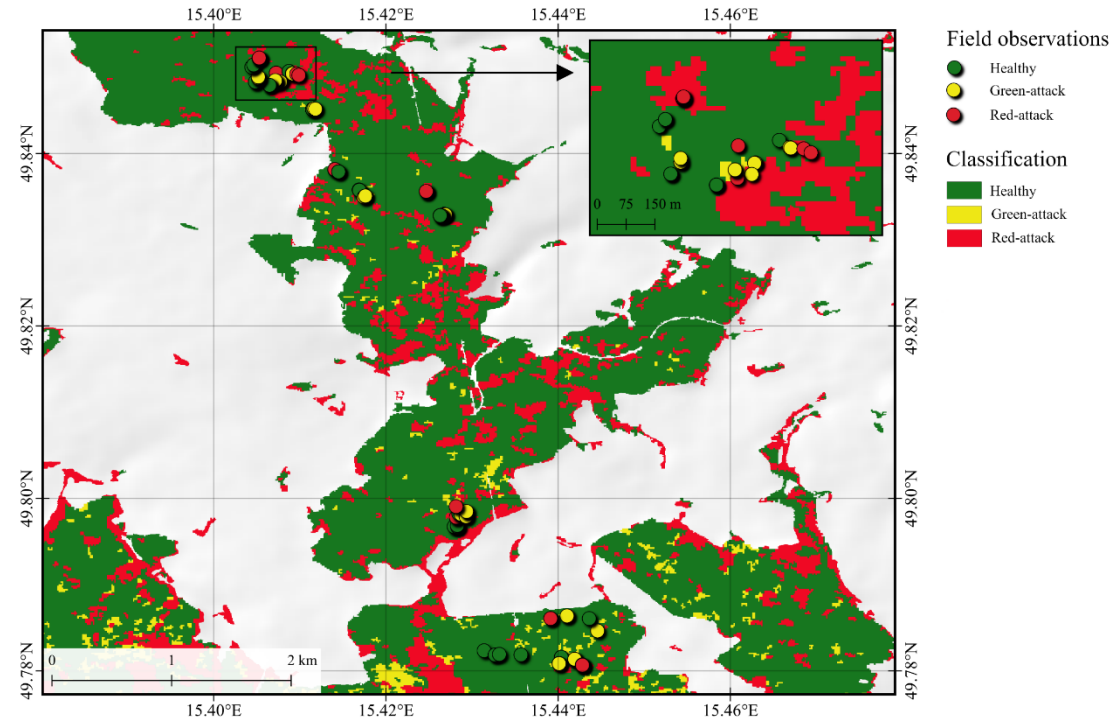 15.40°E 15.42°E 15.44°E 15.46°E
Field observations
Healthy
Green-attack
Red-attack
Classification
Healthy
Green-attack
Red-attack
0 75 150 m
49.84°N 49.84°N
49.82°N 49.82°N
49.80°N 49.80°N
49.78°N 49.78°N
0 1 2 km
15.40°E 15.42°E 15.44°E 15.46°E